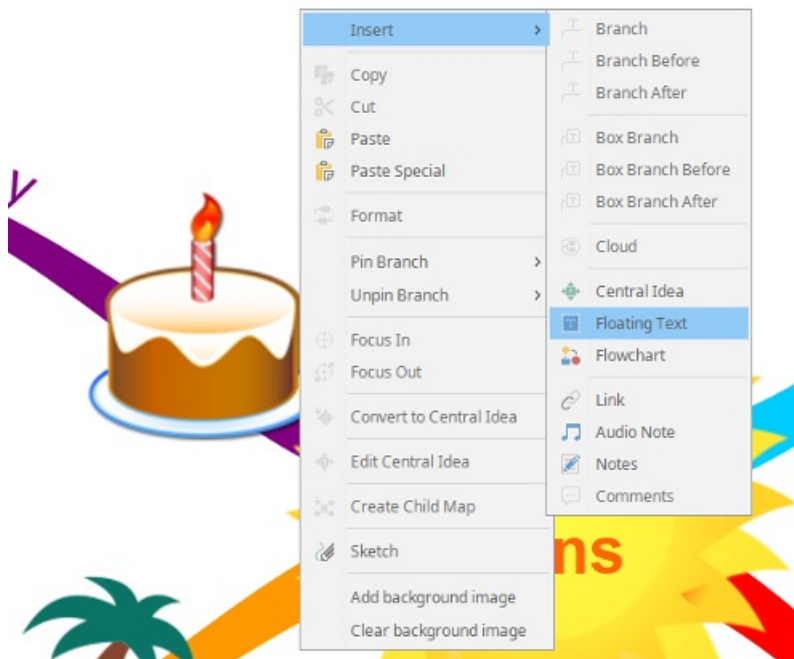 Insert
Copy
Cut
Paste
Paste Special
Format
Pin Branch
Unpin Branch
Focus In
Focus Out
Convert to Central Idea
Edit Central Idea
Create Child Map
Sketch
Add background image
Clear background image
Branch
Branch Before
Branch After
Box Branch
Box Branch Before
Box Branch After
Cloud
Central Idea
Floating Text
Flowchart
Link
Audio Note
Notes
Comments
y
ns